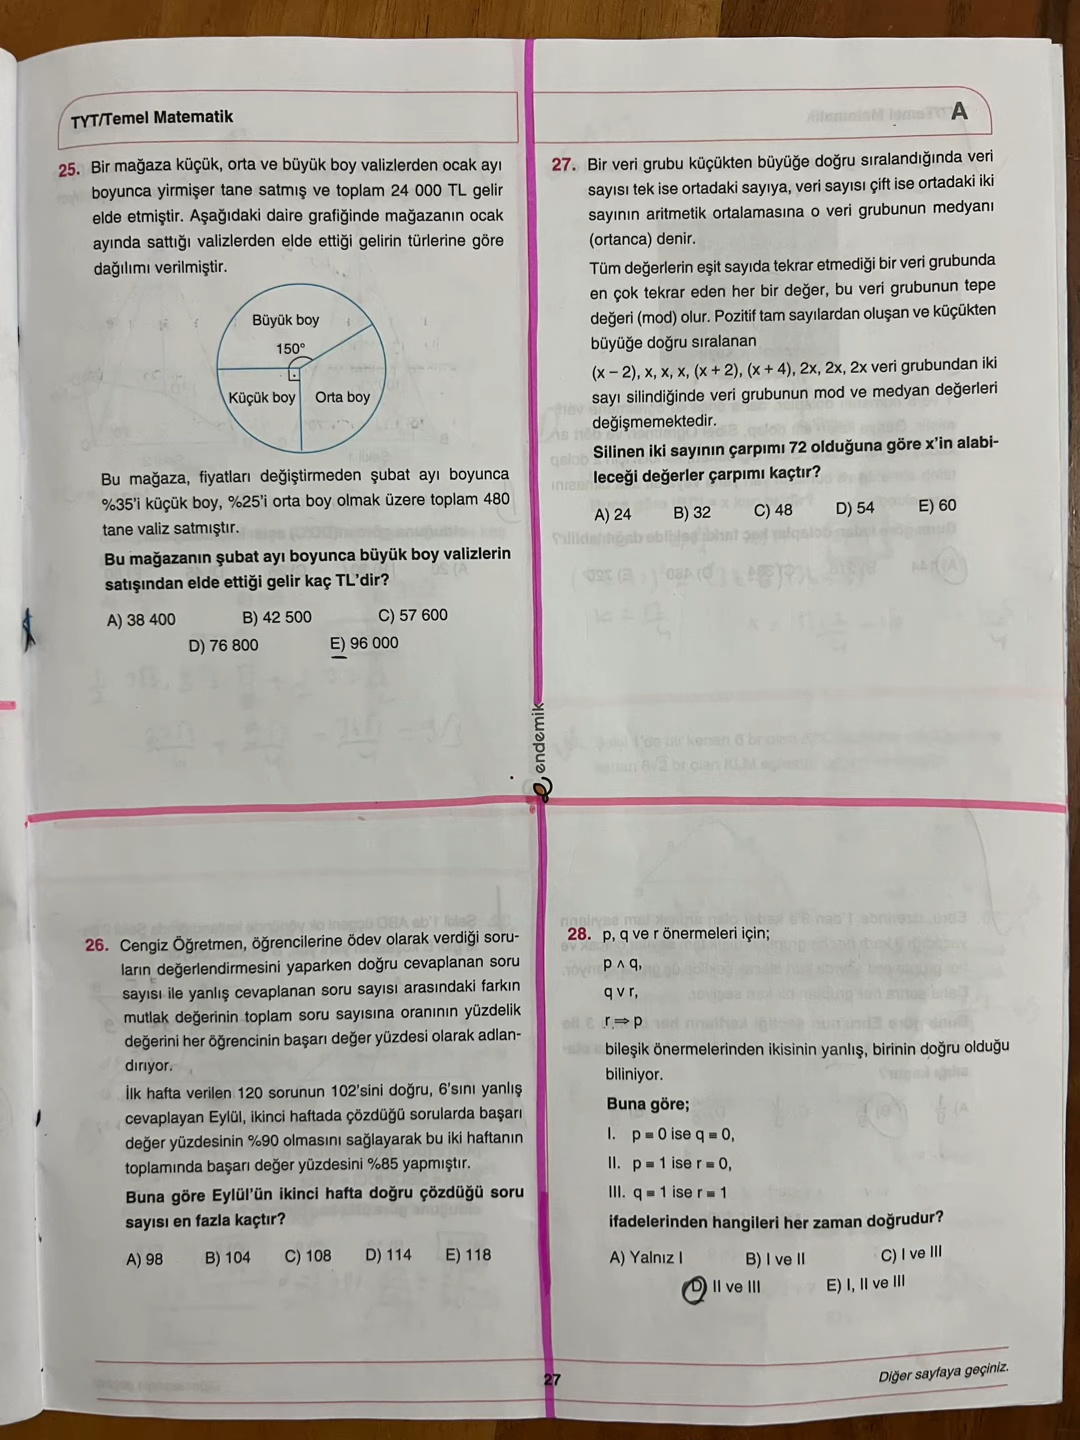 TYT/Temel Matematik
A
25. Bir mağaza küçük, orta ve büyük boy valizlerden ocak ayı
boyunca yirmişer tane satmış ve toplam 24 000 TL gelir
elde etmiştir. Aşağıdaki daire grafiğinde mağazanın ocak
ayında sattığı valizlerden elde ettiği gelirin türlerine göre
dağılımı verilmiştir.
Büyük boy
150°
Küçük boy
Orta boy
Bu mağaza, fiyatları değiştirmeden şubat ayı boyunca
%35'i küçük boy, %25'i orta boy olmak üzere toplam 480
tane valiz satmıştır.
Bu mağazanın şubat ayı boyunca büyük boy valizlerin
satışından elde ettiği gelir kaç TL'dir?
A) 38 400 B) 42 500 C) 57 600
D) 76 800 E) 96 000
26. Cengiz Öğretmen, öğrencilerine ödev olarak verdiği soru-
ların değerlendirmesini yaparken doğru cevaplanan soru
sayısı ile yanlış cevaplanan soru sayısı arasındaki farkın
mutlak değerinin toplam soru sayısına oranının yüzdelik
değerini her öğrencinin başarı değer yüzdesi olarak adlan-
dırıyor.
İlk hafta verilen 120 sorunun 102'sini doğru, 6'sını yanlış
cevaplayan Eylül, ikinci haftada çözdüğü sorularda başarı
değer yüzdesinin %90 olmasını sağlayarak bu iki haftanın
toplamında başarı değer yüzdesini %85 yapmıştır.
Buna göre Eylül'ün ikinci hafta doğru çözdüğü soru
sayısı en fazla kaçtır?
A) 98 B) 104 C) 108 D) 114 E) 118
27. Bir veri grubu küçükten büyüğe doğru sıralandığında veri
sayısı tek ise ortadaki sayıya, veri sayısı çift ise ortadaki iki
sayının aritmetik ortalamasına o veri grubunun medyanı
(ortanca) denir.
Tüm değerlerin eşit sayıda tekrar etmediği bir veri grubunda
en çok tekrar eden her bir değer, bu veri grubunun tepe
değeri (mod) olur. Pozitif tam sayılardan oluşan ve küçükten
büyüğe doğru sıralanan
(x – 2), x, x, x, (x + 2), (x + 4), 2x, 2x, 2x veri grubundan iki
sayı silindiğinde veri grubunun mod ve medyan değerleri
değişmemektedir.
Silinen iki sayının çarpımı 72 olduğuna göre x'in alabi-
leceği değerler çarpımı kaçtır?
A) 24 B) 32 C) 48 D) 54 E) 60
endemik
28. p, q ve r önermeleri için;
p ∧ q,
q ∨ r,
r ⇒ p
bileşik önermelerinden ikisinin yanlış, birinin doğru olduğu
biliniyor.
Buna göre;
I. p ≡ 0 ise q ≡ 0,
II. p ≡ 1 ise r ≡ 0,
III. q ≡ 1 ise r ≡ 1
ifadelerinden hangileri her zaman doğrudur?
A) Yalnız I B) I ve II C) I ve III
D) II ve III E) I, II ve III
27
Diğer sayfaya geçiniz.